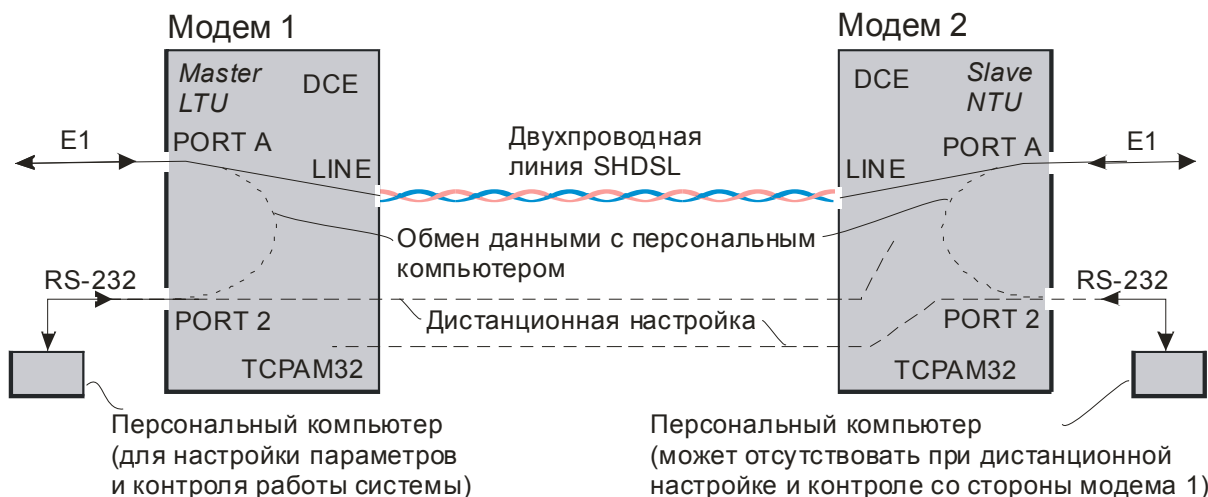 Модем 1
Модем 2
Master
LTU
DCE
DCE
Slave
NTU
E1
PORT A
LINE
Двухпроводная
линия SHDSL
LINE
PORT A
E1
Обмен данными с персональным
компьютером
RS-232
RS-232
PORT 2
Дистанционная настройка
PORT 2
TCPAM32
TCPAM32
Персональный компьютер
(для настройки параметров
и контроля работы системы)
Персональный компьютер
(может отсутствовать при дистанционной
настройке и контроле со стороны модема 1)